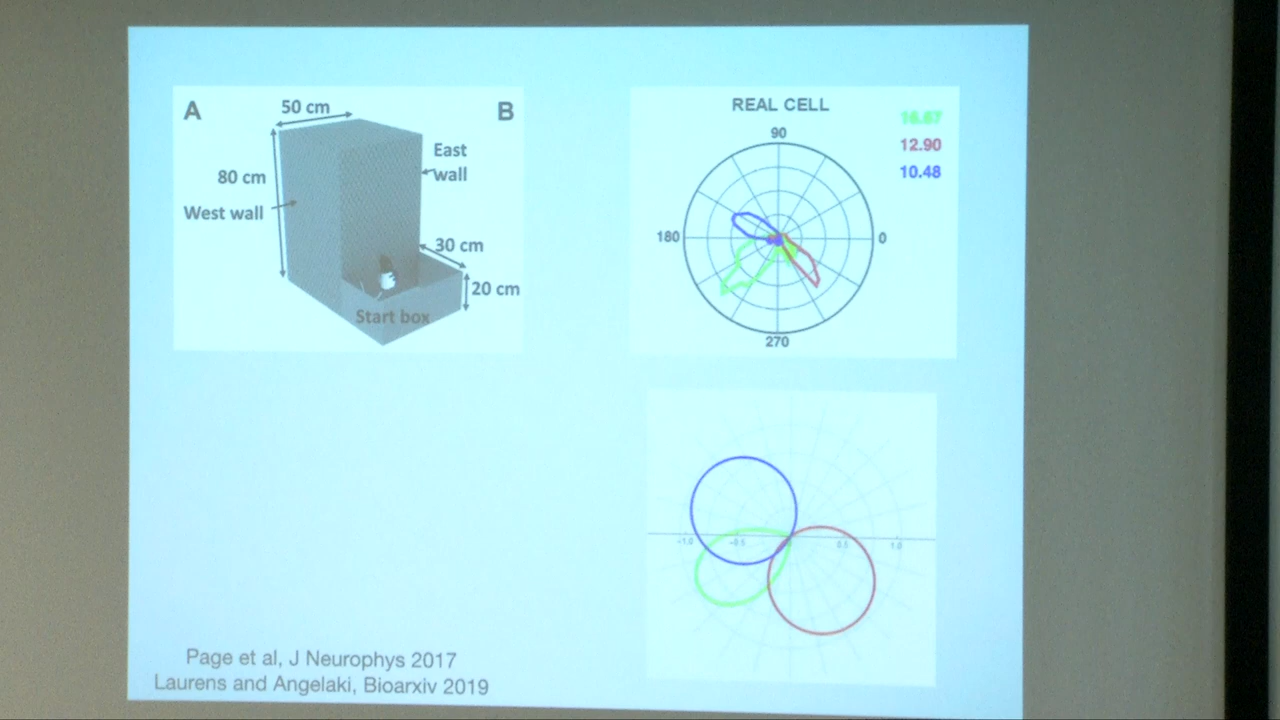 A
50 cm
B
East
wall
80 cm
West wall
30 cm
20 cm
Start box
REAL CELL
16.67
12.90
10.48
90
180
0
270
-1.0
-0.5
0.5
1.0
Page et al, J Neurophys 2017
Laurens and Angelaki, Bioarxiv 2019